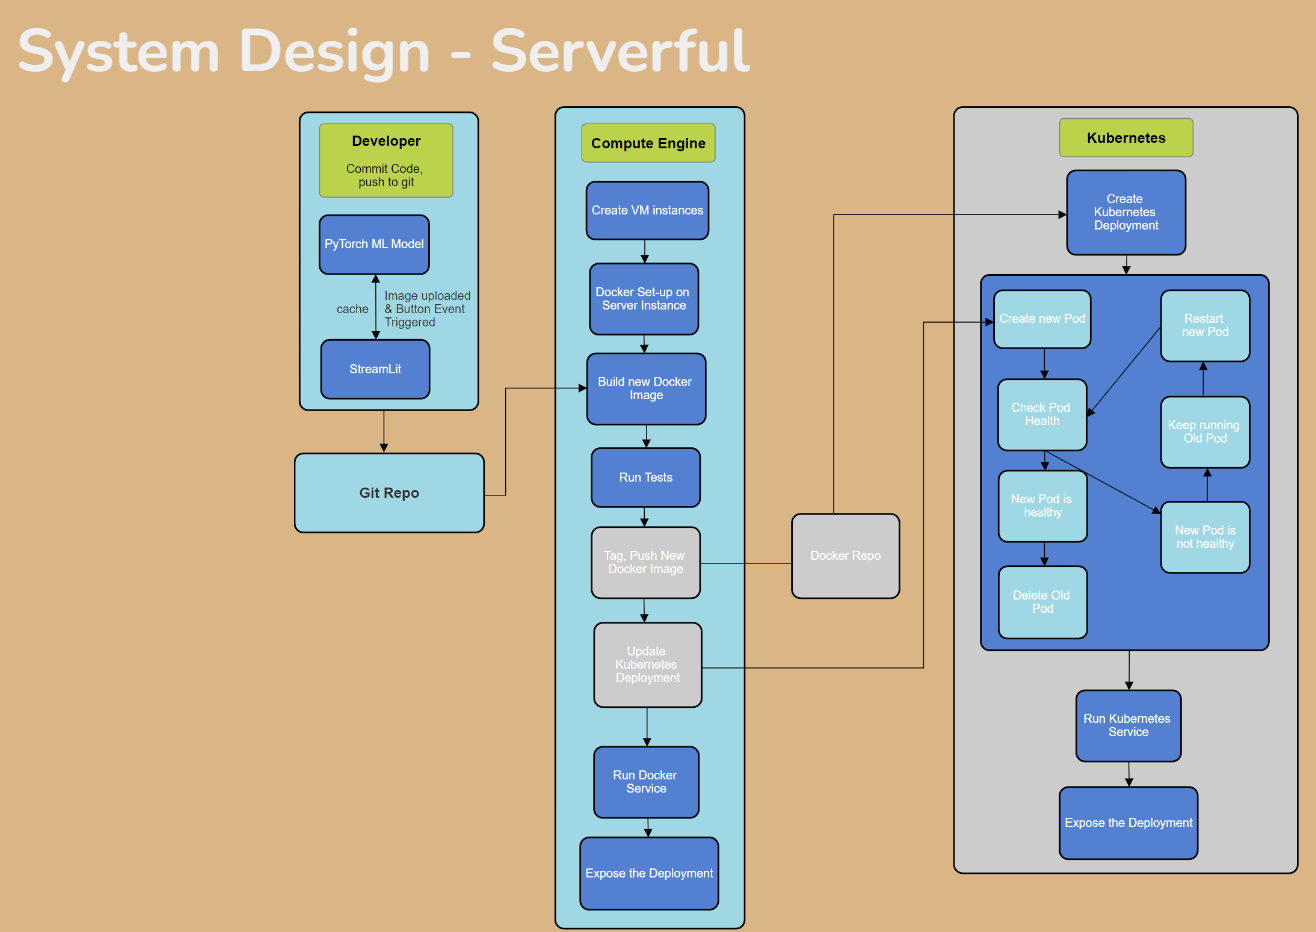 System Design - Serverful
Developer
Commit Code,
push to git
PyTorch ML Model
cache
Image uploaded
& Button Event
Triggered
StreamLit
Git Repo
Compute Engine
Create VM instances
Docker Set-up on
Server Instance
Build new Docker
Image
Run Tests
Tag, Push New
Docker Image
Update
Kubernetes
Deployment
Run Docker
Service
Expose the Deployment
Docker Repo
Kubernetes
Create
Kubernetes
Deployment
Create new Pod
Check Pod
Health
New Pod is
healthy
Delete Old
Pod
Restart
new Pod
Keep running
Old Pod
New Pod is
not healthy
Run Kubernetes
Service
Expose the Deployment